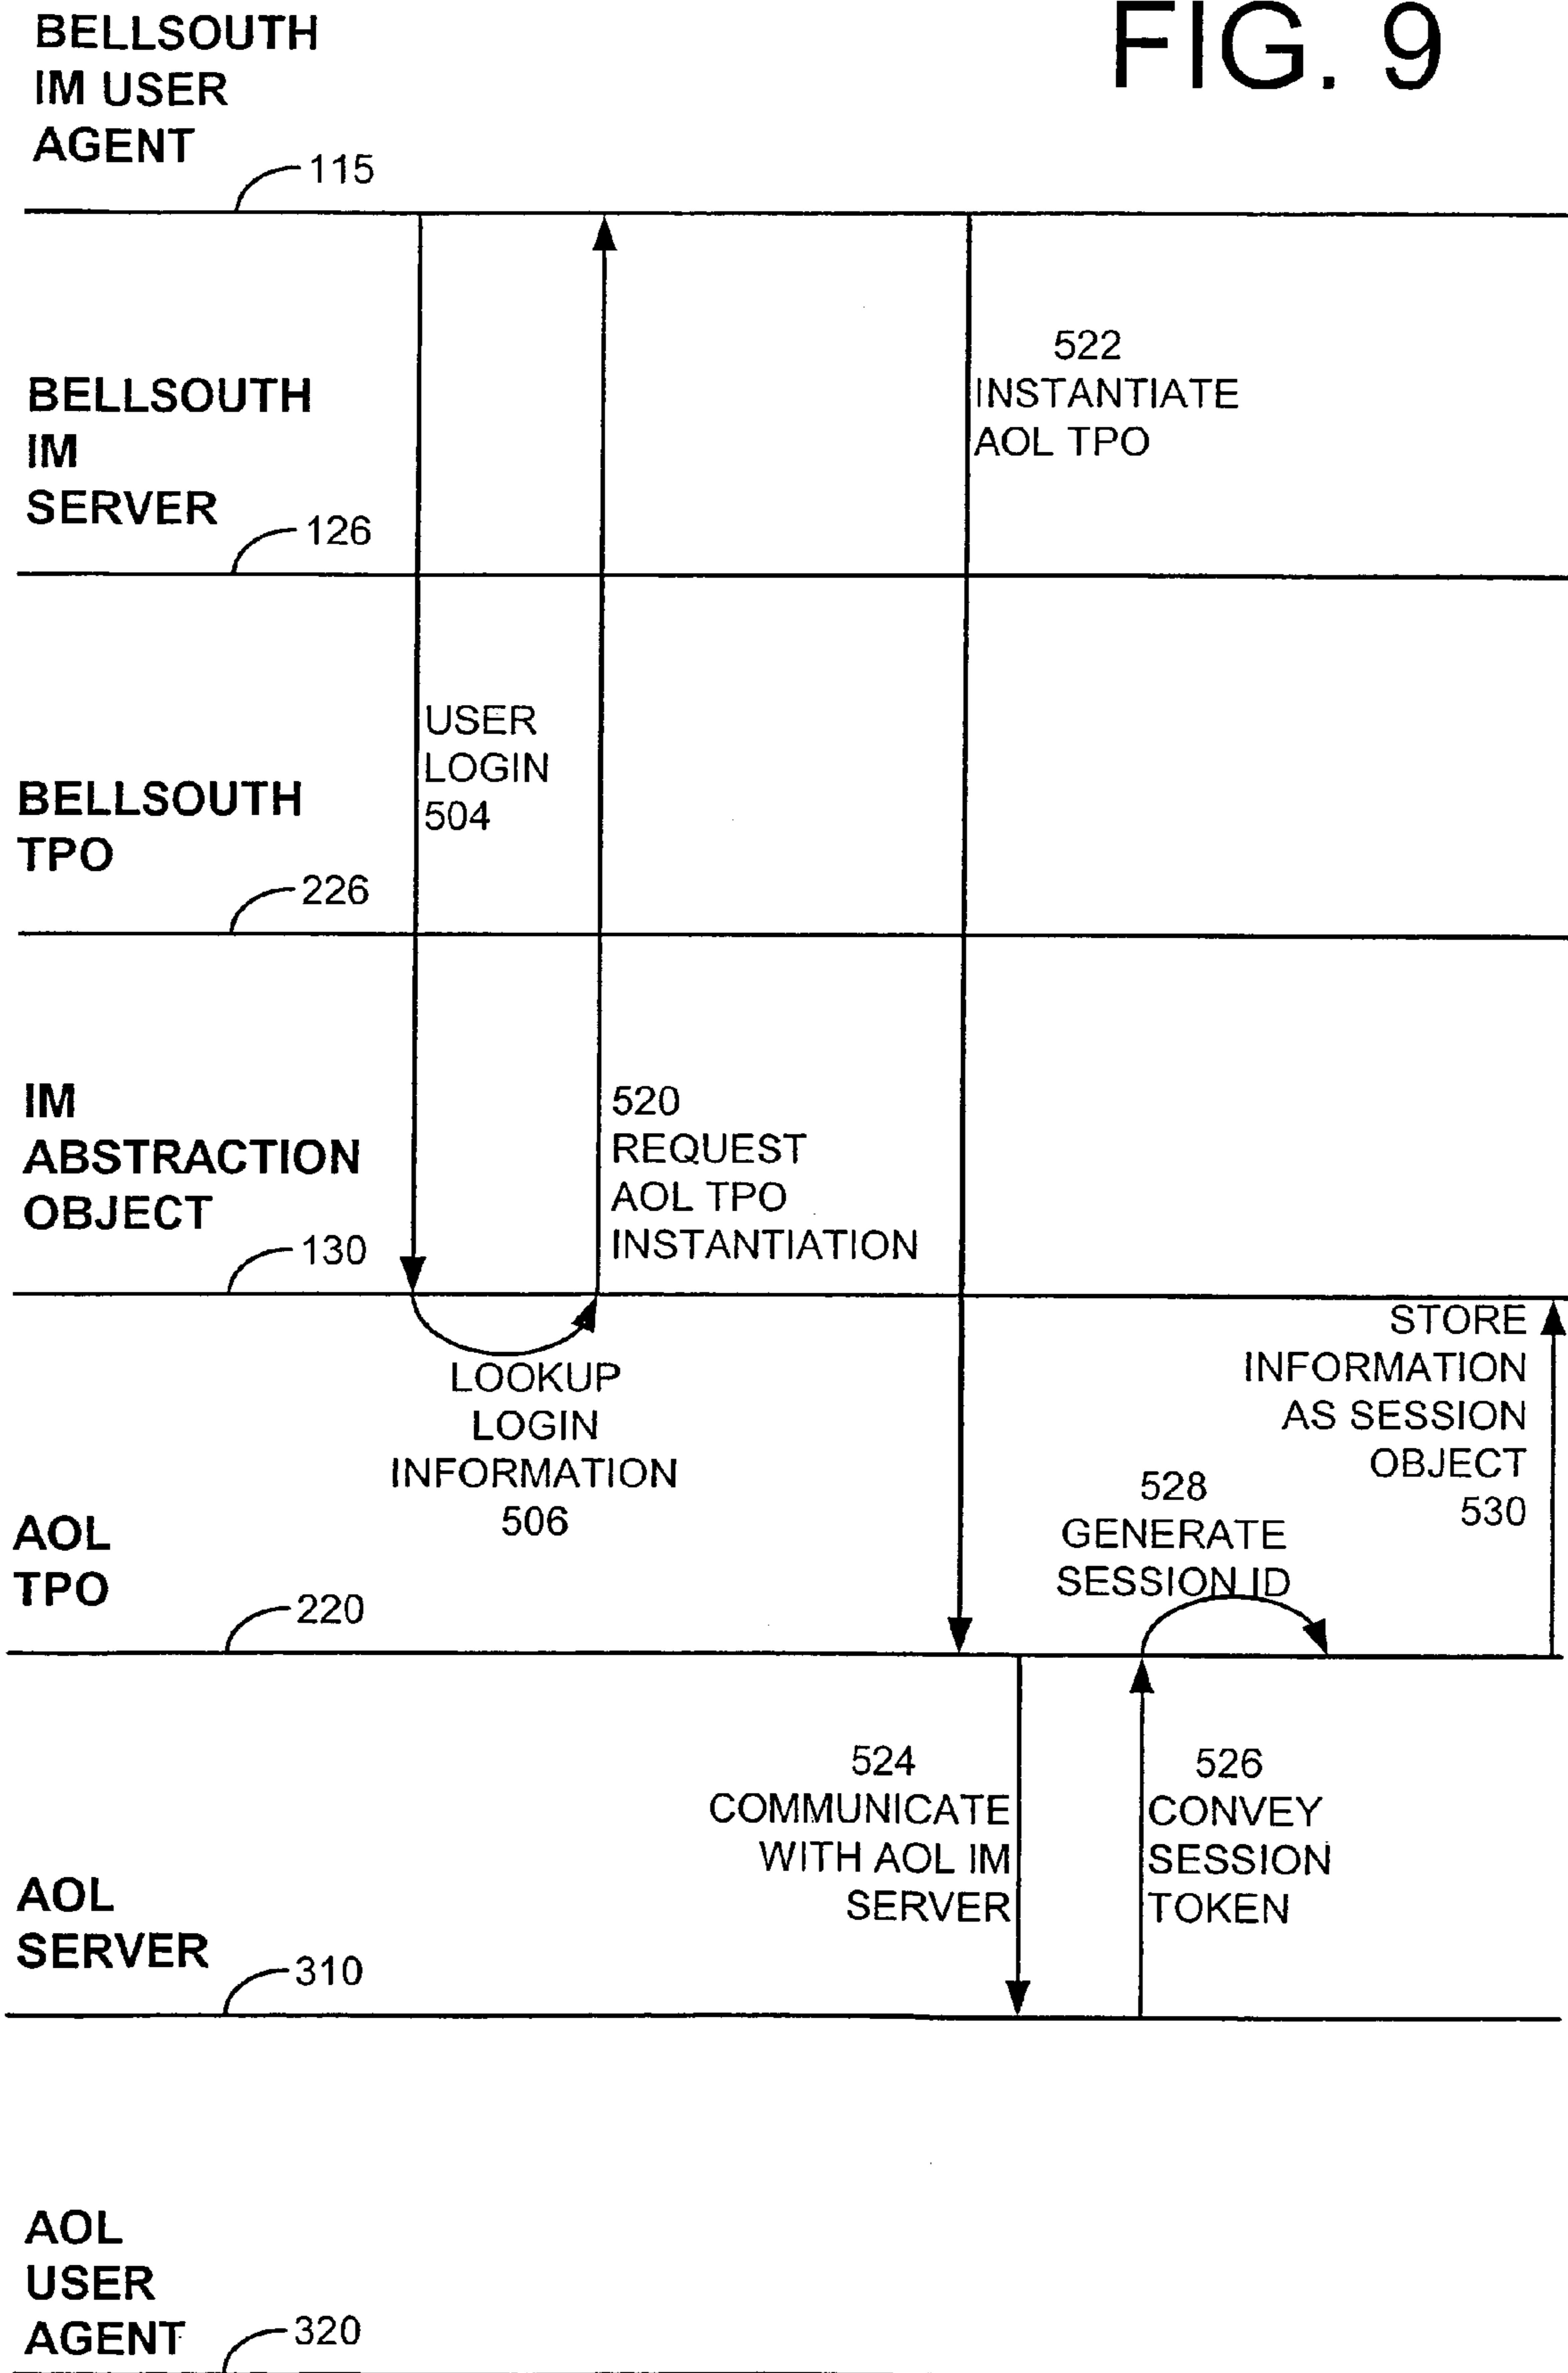 FIG. 9
BELLSOUTH
IM USER
AGENT
115
522
INSTANTIATE
AOL TPO
BELLSOUTH
IM
SERVER
126
USER
LOGIN
504
BELLSOUTH
TPO
226
IM
ABSTRACTION
OBJECT
130
520
REQUEST
AOL TPO
INSTANTIATION
LOOKUP
LOGIN
INFORMATION
506
STORE
INFORMATION
AS SESSION
OBJECT
530
528
GENERATE
SESSION ID
AOL
TPO
220
524
COMMUNICATE
WITH AOL IM
SERVER
526
CONVEY
SESSION
TOKEN
AOL
SERVER
310
AOL
USER
AGENT
320